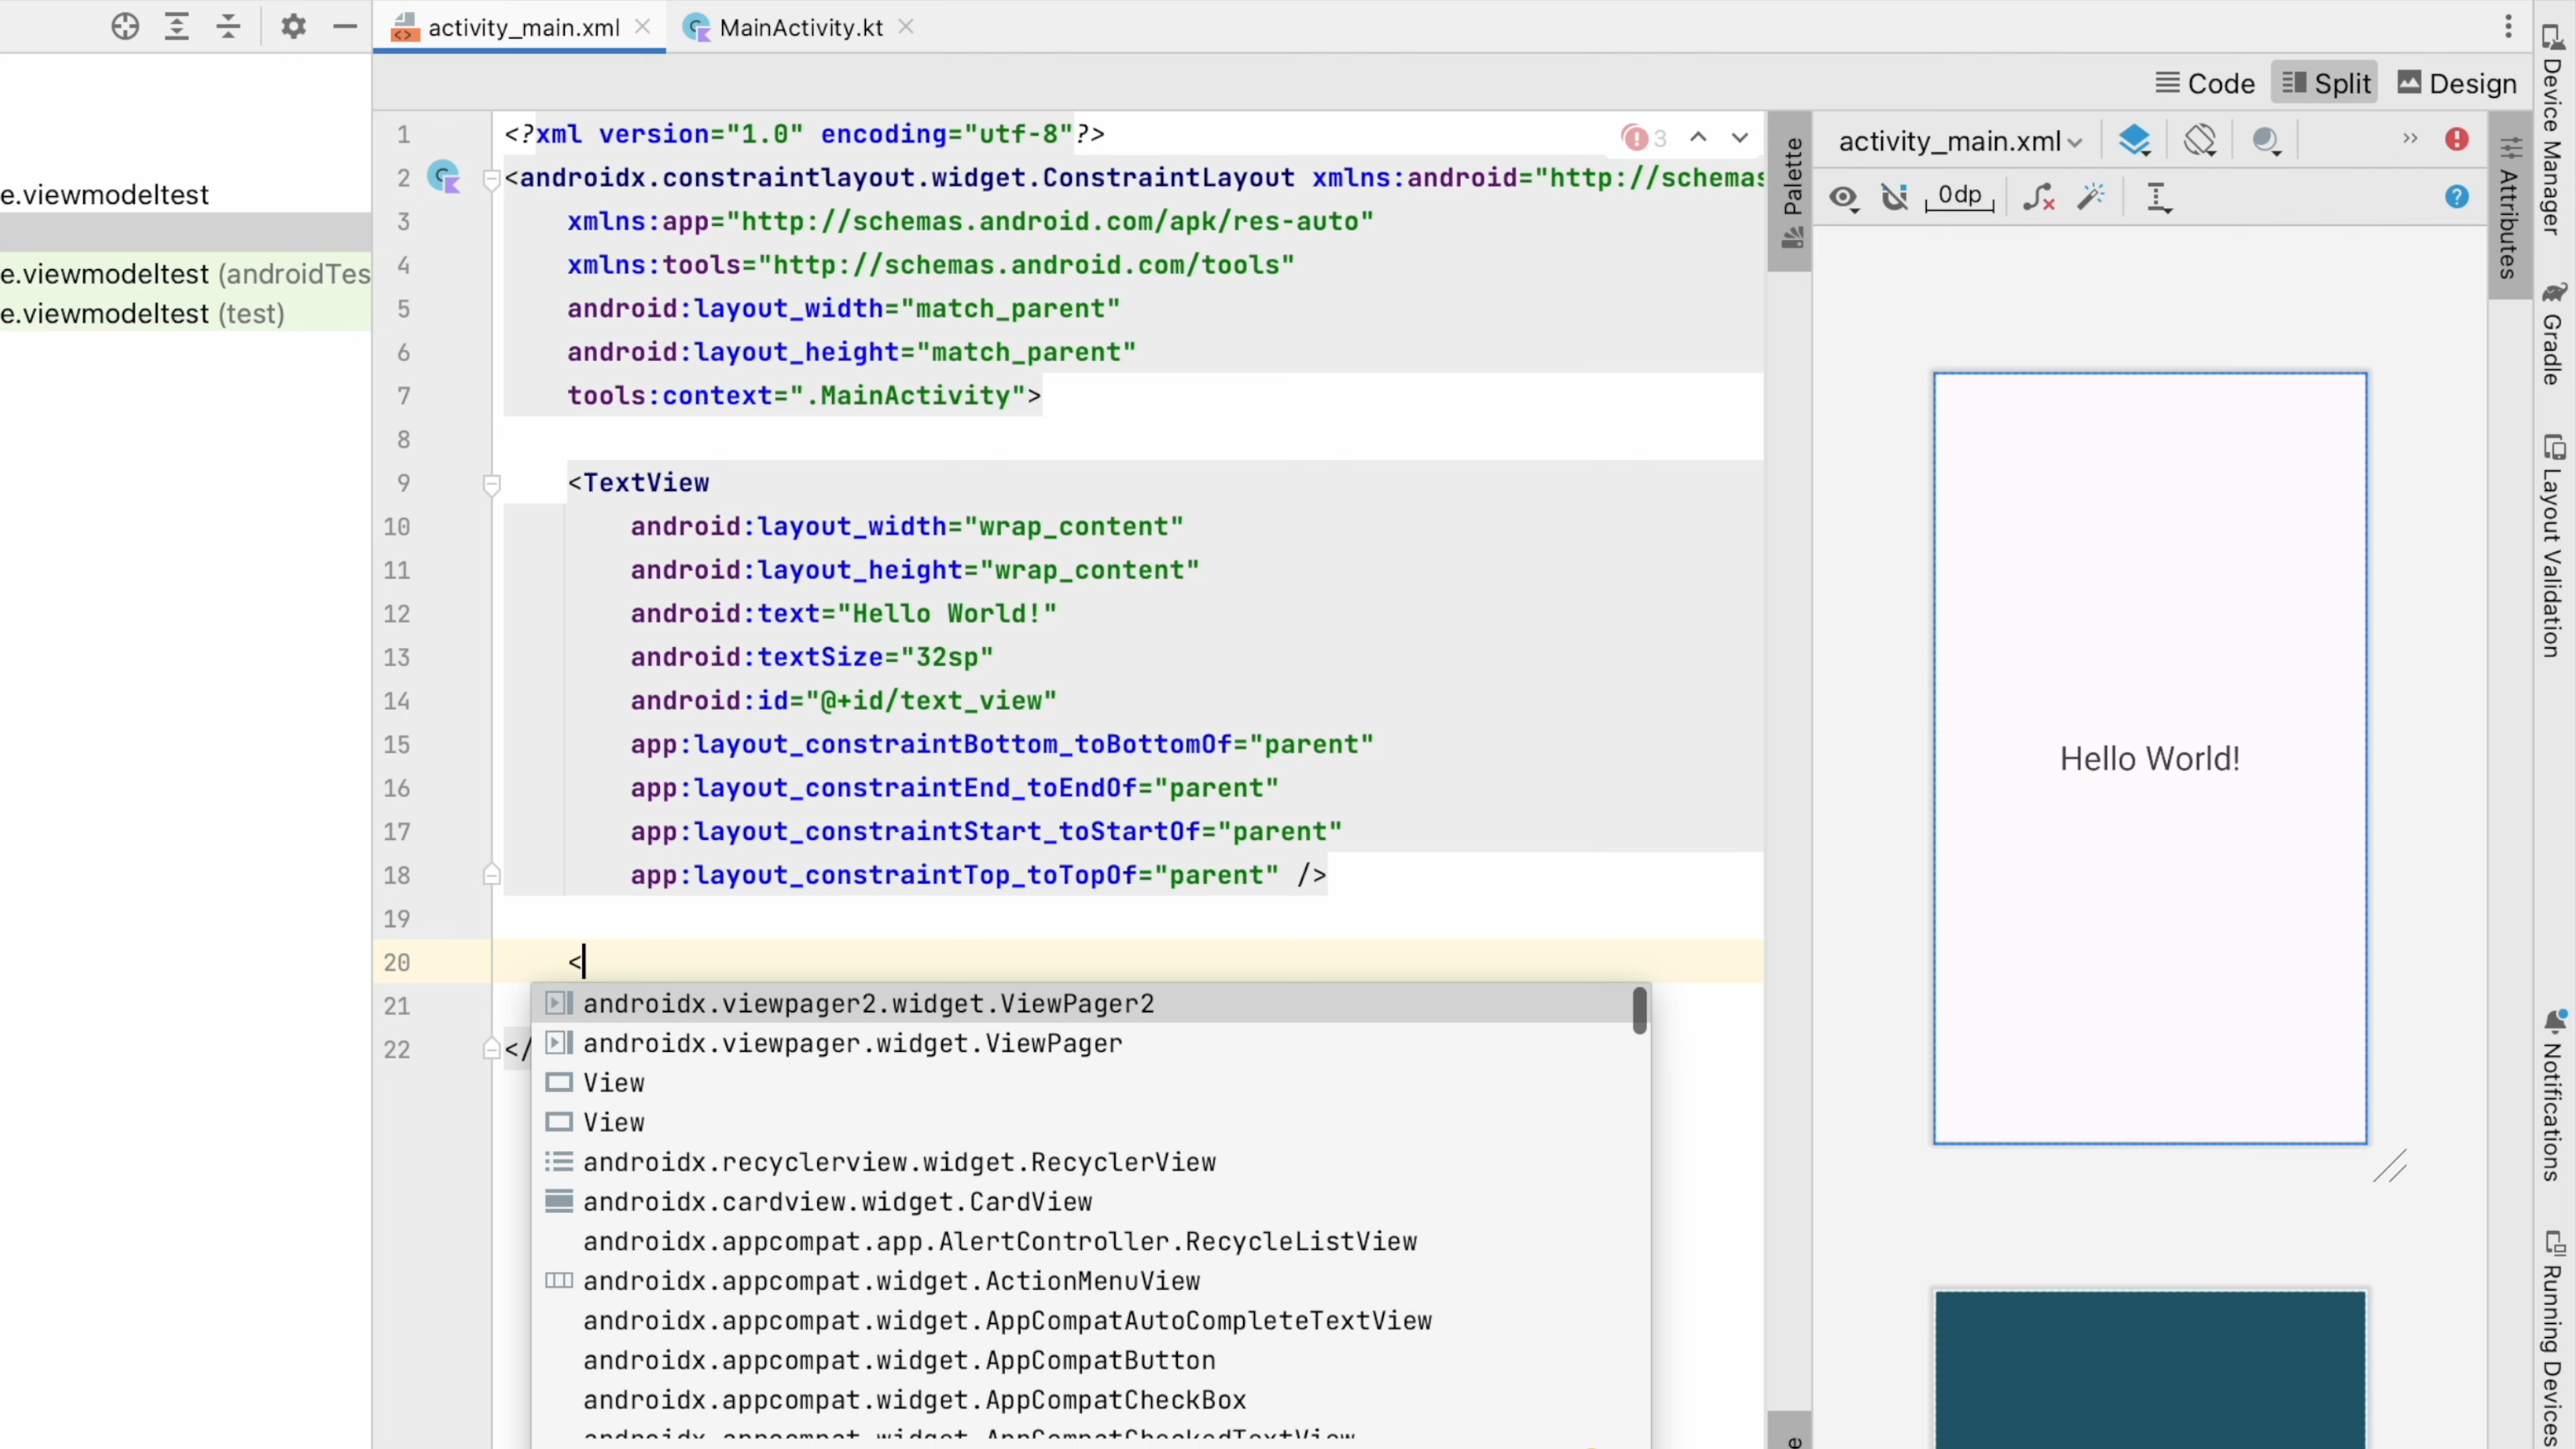 activity_main.xml
MainActivity.kt
Code
Split
Design
e.viewmodeltest
e.viewmodeltest (androidTes
e.viewmodeltest (test)
1 <?xml version="1.0" encoding="utf-8"?>
3
2 <androidx.constraintlayout.widget.ConstraintLayout xmlns:android="http://schemas
3 xmlns:app="http://schemas.android.com/apk/res-auto"
4 xmlns:tools="http://schemas.android.com/tools"
5 android:layout_width="match_parent"
6 android:layout_height="match_parent"
7 tools:context=".MainActivity">
8
9 <TextView
10 android:layout_width="wrap_content"
11 android:layout_height="wrap_content"
12 android:text="Hello World!"
13 android:textSize="32sp"
14 android:id="@+id/text_view"
15 app:layout_constraintBottom_toBottomOf="parent"
16 app:layout_constraintEnd_toEndOf="parent"
17 app:layout_constraintStart_toStartOf="parent"
18 app:layout_constraintTop_toTopOf="parent" />
19
20 <
21
22 </
androidx.viewpager2.widget.ViewPager2
androidx.viewpager.widget.ViewPager
View
View
androidx.recyclerview.widget.RecyclerView
androidx.cardview.widget.CardView
androidx.appcompat.app.AlertController.RecycleListView
androidx.appcompat.widget.ActionMenuView
androidx.appcompat.widget.AppCompatAutoCompleteTextView
androidx.appcompat.widget.AppCompatButton
androidx.appcompat.widget.AppCompatCheckBox
androidx.appcompat.widget.AppCompatCheckedTextView
Palette
activity_main.xml
0dp
Hello World!
Attributes
Device Manager
Gradle
Layout Validation
Notifications
Running Devices